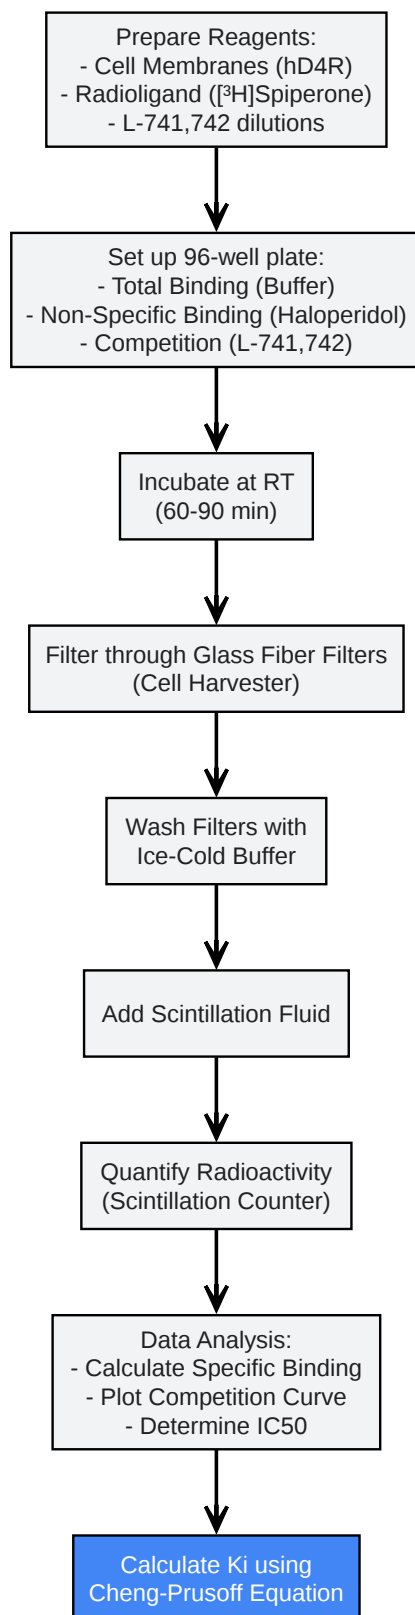 Prepare Reagents:
- Cell Membranes (hD4R)
- Radioligand ([³H]Spiperone)
- L-741,742 dilutions
Set up 96-well plate:
- Total Binding (Buffer)
- Non-Specific Binding (Haloperidol)
- Competition (L-741,742)
Incubate at RT
(60-90 min)
Filter through Glass Fiber Filters
(Cell Harvester)
Wash Filters with
Ice-Cold Buffer
Add Scintillation Fluid
Quantify Radioactivity
(Scintillation Counter)
Data Analysis:
- Calculate Specific Binding
- Plot Competition Curve
- Determine IC50
Calculate Ki using
Cheng-Prusoff Equation